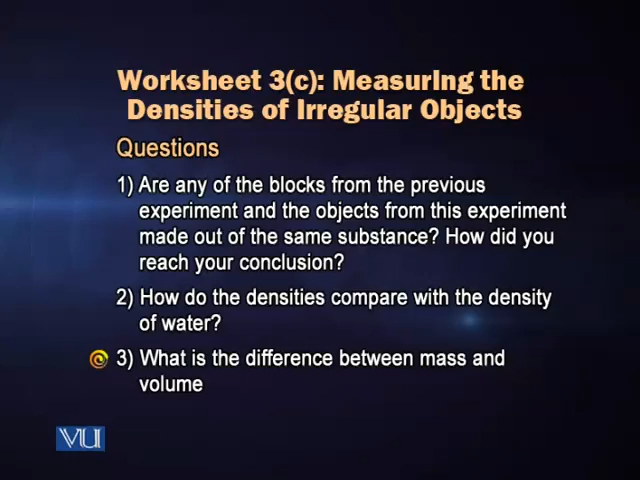 Worksheet 3(c): Measuring the
Densities of Irregular Objects
Questions
1) Are any of the blocks from the previous
experiment and the objects from this experiment
made out of the same substance? How did you
reach your conclusion?
2) How do the densities compare with the density
of water?
3) What is the difference between mass and
volume
VU